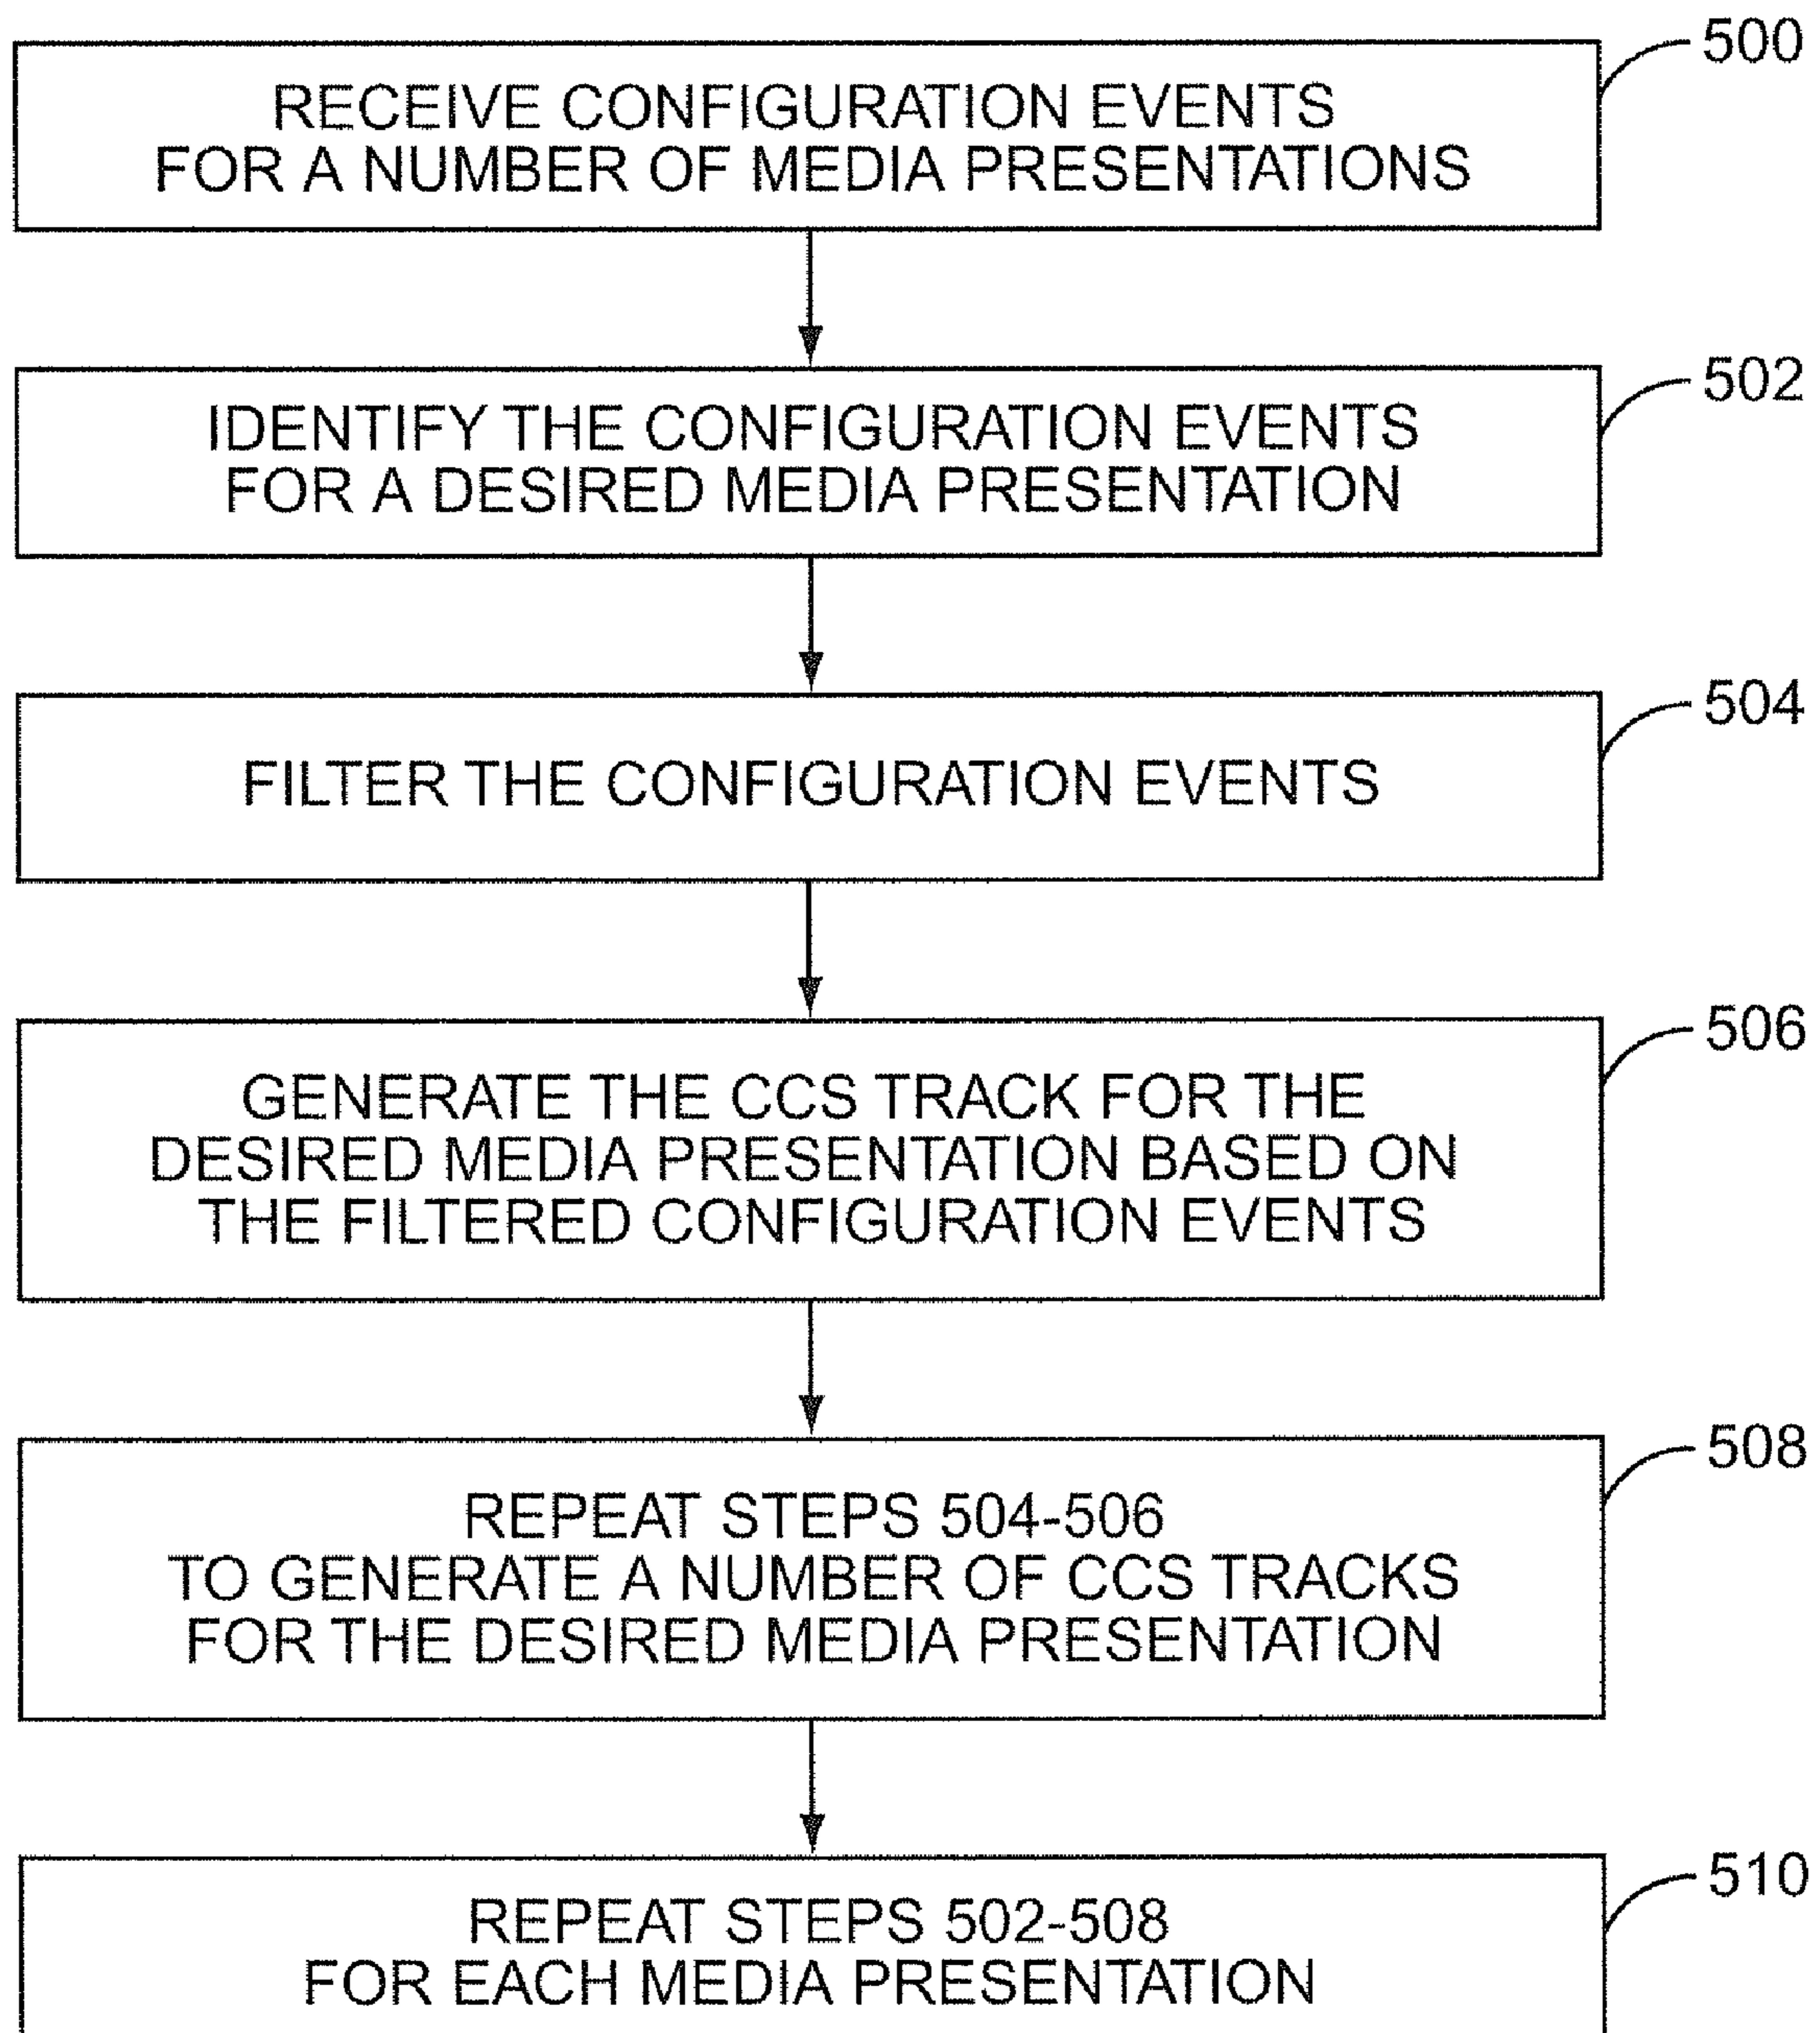 500
RECEIVE CONFIGURATION EVENTS
FOR A NUMBER OF MEDIA PRESENTATIONS
502
IDENTIFY THE CONFIGURATION EVENTS
FOR A DESIRED MEDIA PRESENTATION
504
FILTER THE CONFIGURATION EVENTS
506
GENERATE THE CCS TRACK FOR THE
DESIRED MEDIA PRESENTATION BASED ON
THE FILTERED CONFIGURATION EVENTS
508
REPEAT STEPS 504-506
TO GENERATE A NUMBER OF CCS TRACKS
FOR THE DESIRED MEDIA PRESENTATION
510
REPEAT STEPS 502-508
FOR EACH MEDIA PRESENTATION